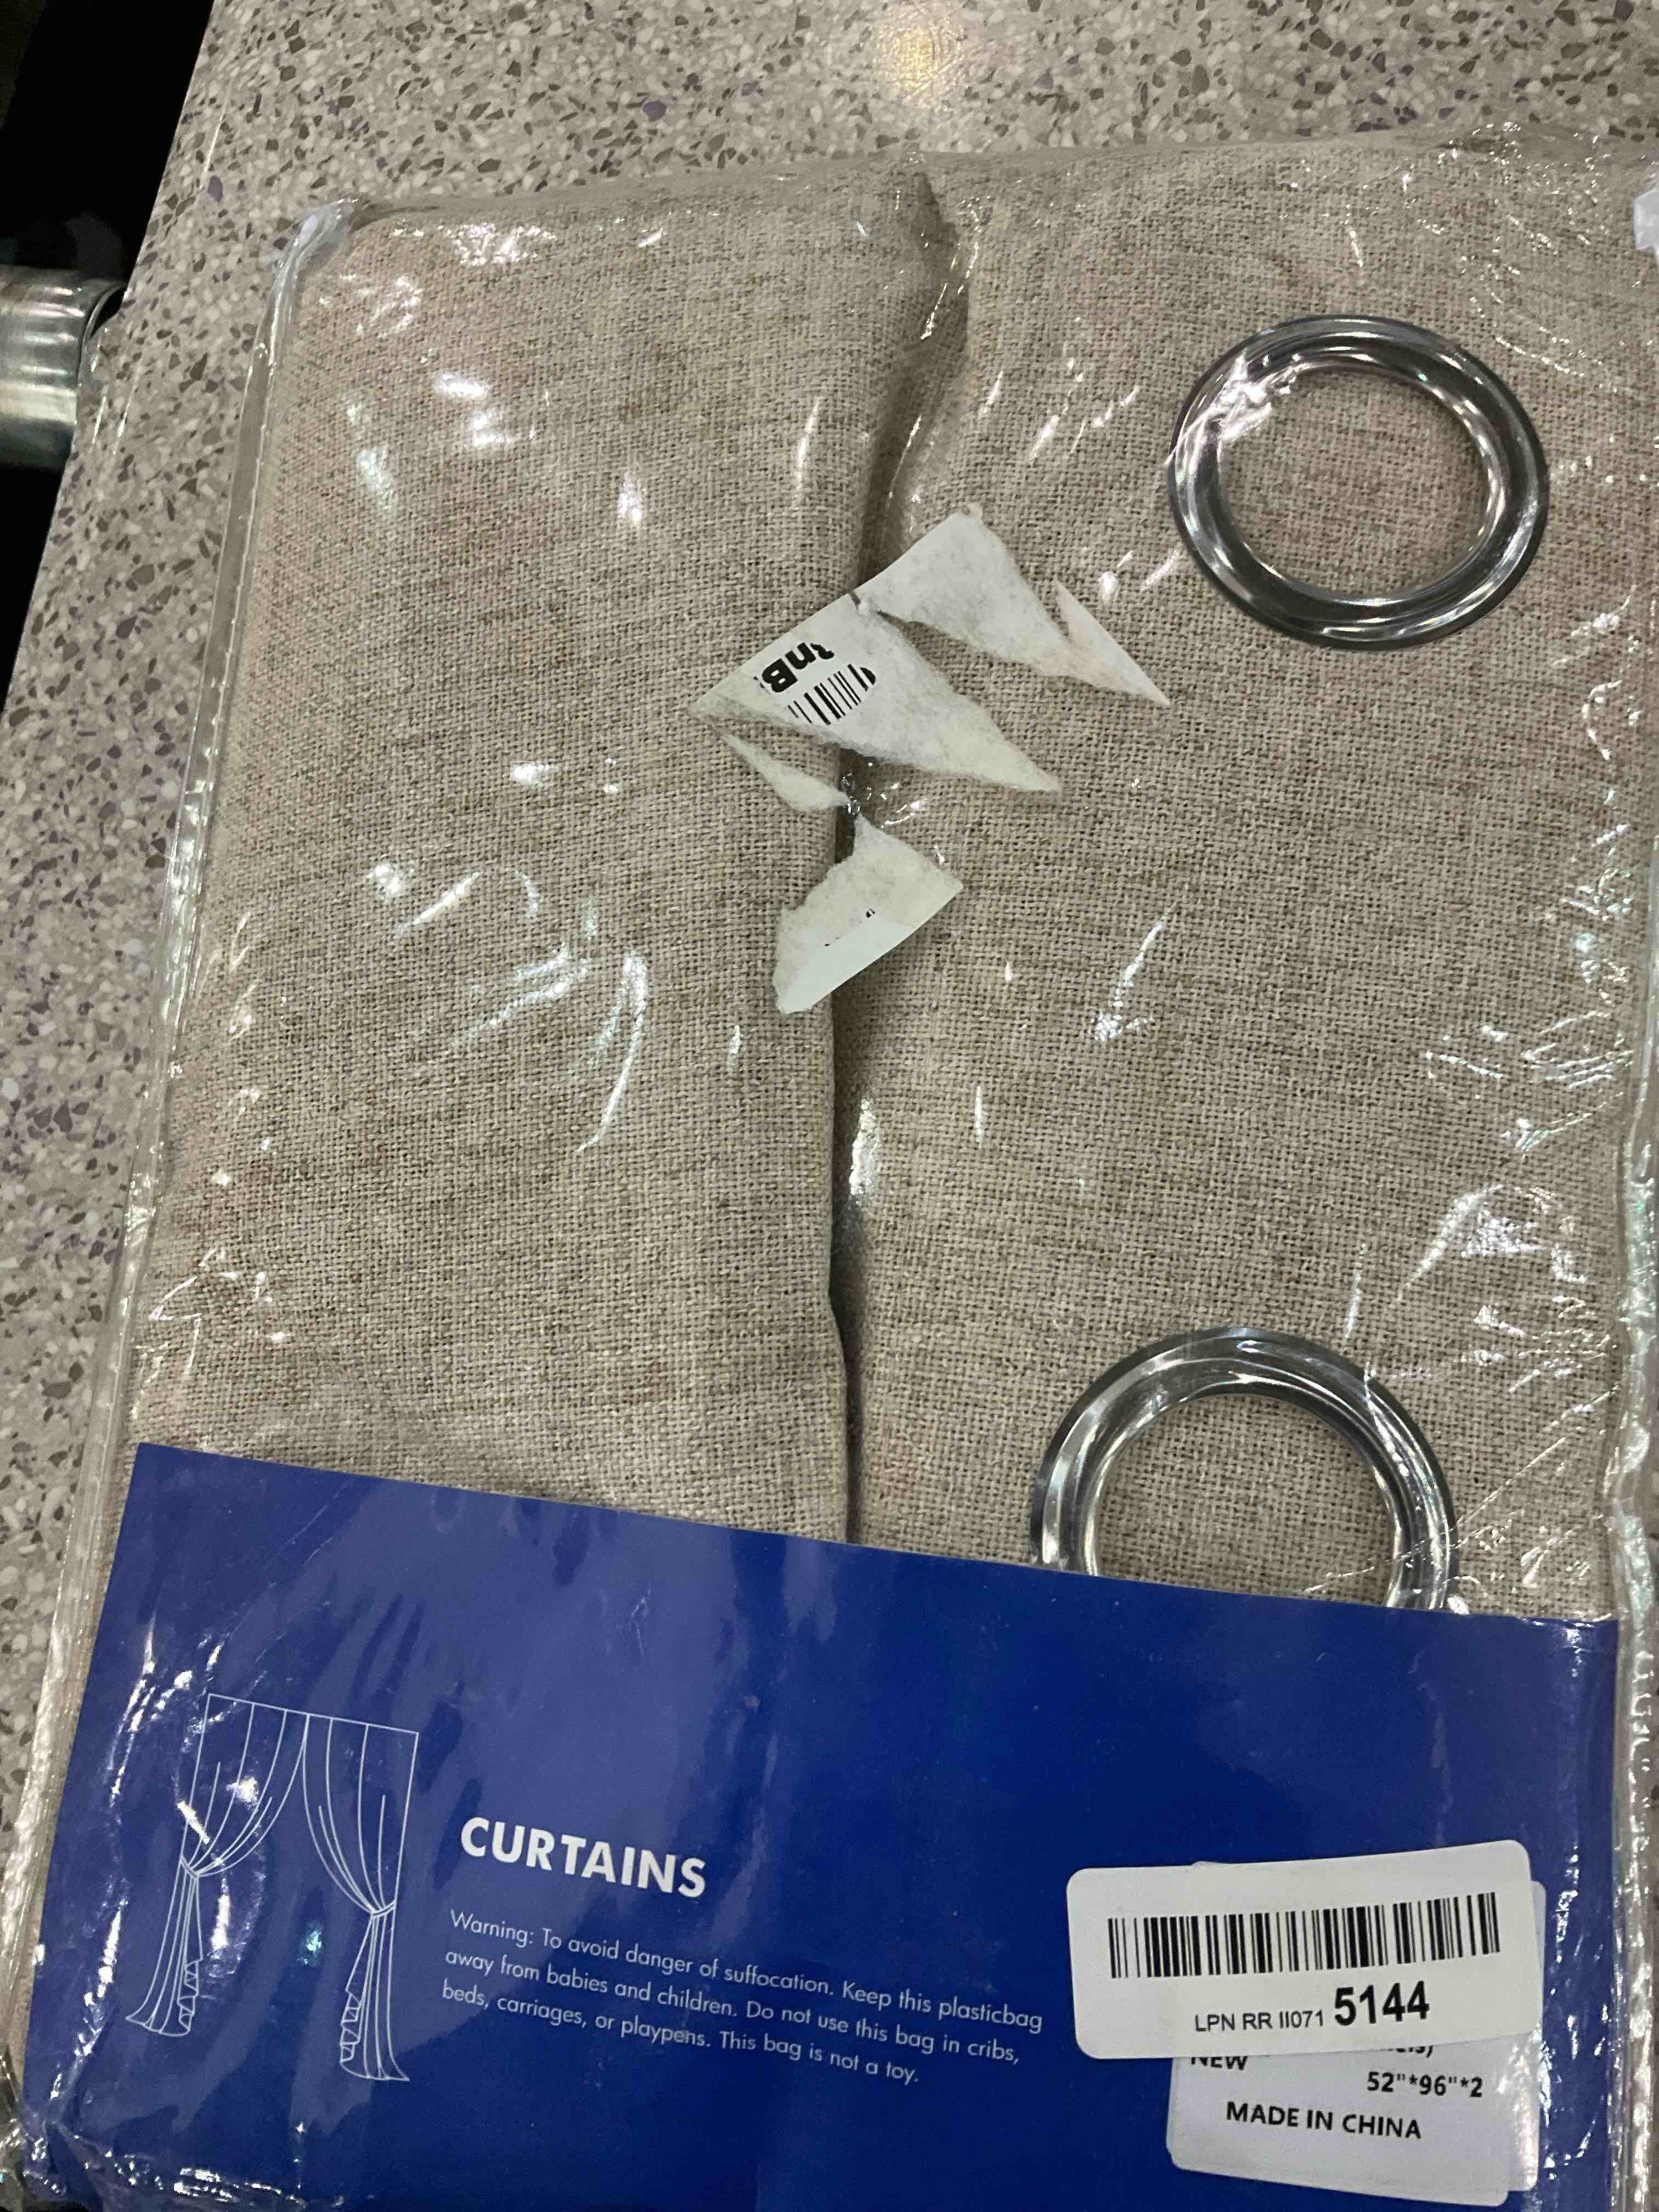 CURTAINS
Warning: To avoid danger of suffocation. Keep this plasticbag
away from babies and children. Do not use this bag in cribs,
beds, carriages, or playpens. This bag is not a toy.
LPN RR II071 5144
NEW
52"*96"*2
MADE IN CHINA